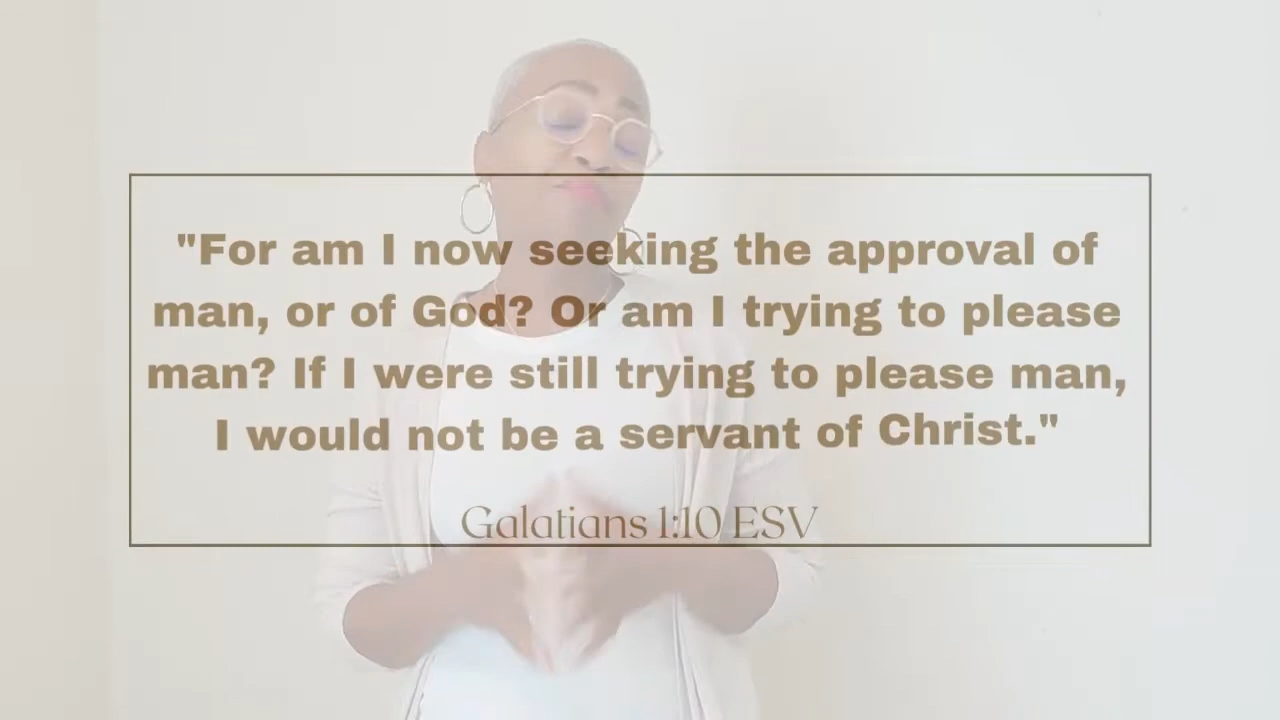 "For am I now seeking the approval of
man, or of God? Or am I trying to please
man? If I were still trying to please man,
I would not be a servant of Christ."
Galatians 1:10 ESV